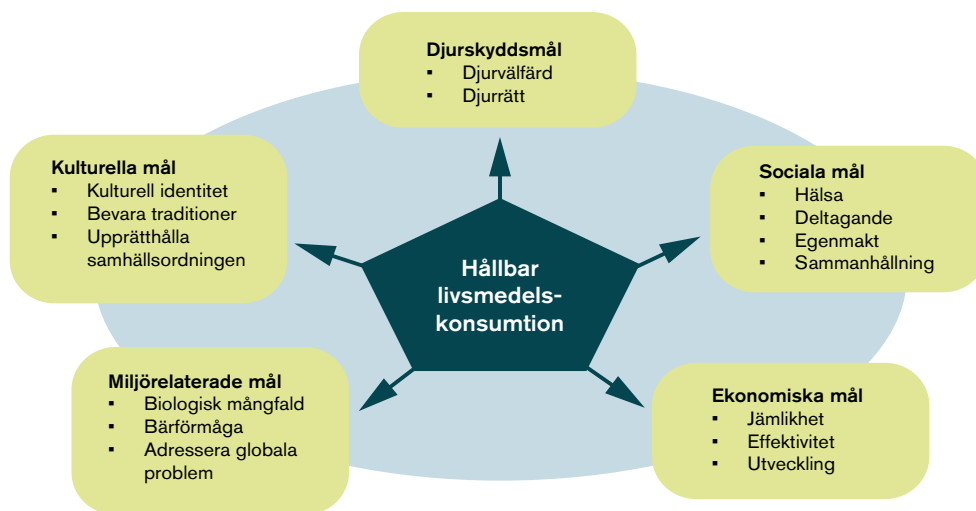 Djurskyddsmål
▪ Djurvälfärd
▪ Djurrätt
Kulturella mål
▪ Kulturell identitet
▪ Bevara traditioner
▪ Upprätthålla
samhällsordningen
Sociala mål
▪ Hälsa
▪ Deltagande
▪ Egenmakt
▪ Sammanhållning
Hållbar
livsmedels-
konsumtion
Miljörelaterade mål
▪ Biologisk mångfald
▪ Bärförmåga
▪ Adressera globala
problem
Ekonomiska mål
▪ Jämlikhet
▪ Effektivitet
▪ Utveckling